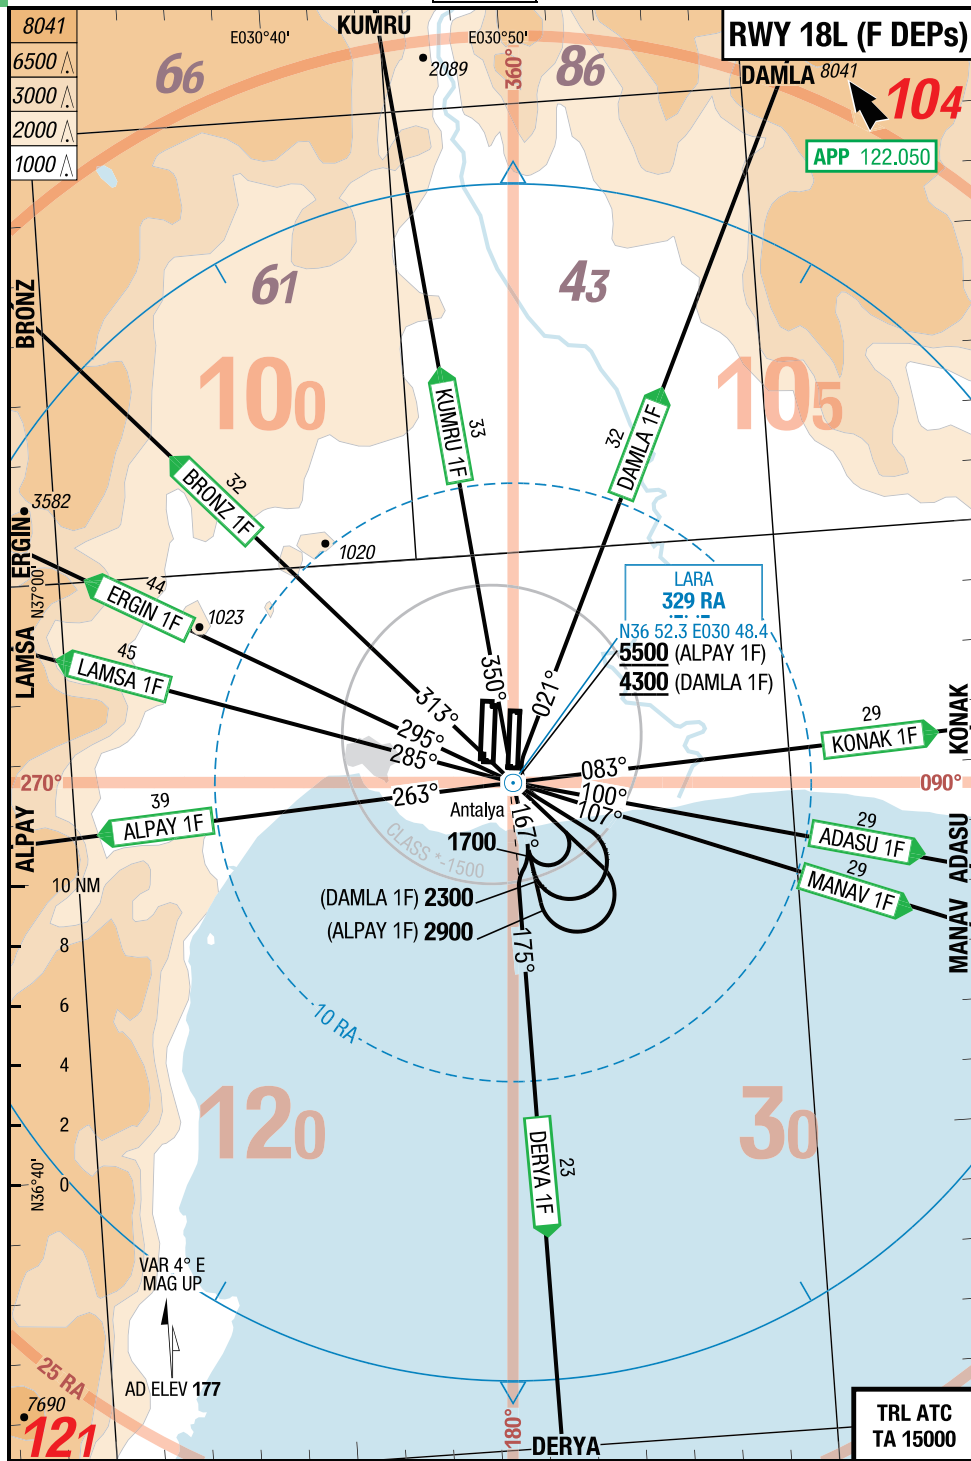 8041
6500
3000
2000
1000
KUMRU
E030°40'
E030°50'
RWY 18L (F DEPs)
66
2089
360°
86
DAMLA
8041
104
APP 122.050
61
43
BRONZ
100
105
KUMRU 1F
33
DAMLA 1F
32
BRONZ 1F
32
3582
1020
ERGIN
N37°00'
ERGIN 1F
44
1023
LARA
329 RA
N36 52.3 E030 48.4
5500 (ALPAY 1F)
4300 (DAMLA 1F)
LAMSA
LAMSA 1F
45
350°
021°
313°
295°
285°
KONAK
29
KONAK 1F
083°
270°
090°
263°
100°
107°
39
ALPAY 1F
ALPAY
Antalya
167°
1700
CLASS *-1500
29
ADASU 1F
ADASU
29
MANAV 1F
MANAV
10 NM
(DAMLA 1F) 2300
(ALPAY 1F) 2900
175°
8
6
4
2
0
10 RA
120
30
DERYA 1F
23
N36°40'
VAR 4° E
MAG UP
AD ELEV 177
25 RA
7690
121
180°
DERYA
TRL ATC
TA 15000